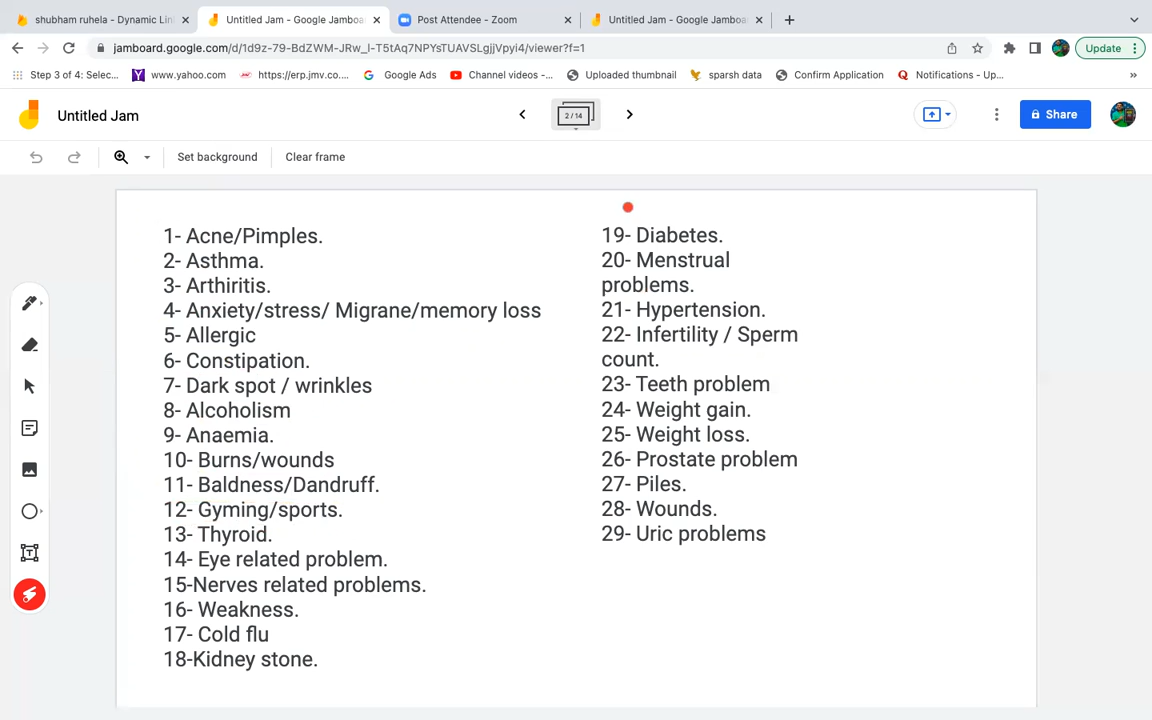 shubham ruhela - Dynamic Lin
Untitled Jam - Google Jamboa
Post Attendee - Zoom
Untitled Jam - Google Jamboa
jamboard.google.com/d/1d9z-79-BdZWM-JRw_l-T5tAq7NPYsTUAVSLgjjVpyi4/viewer?f=1
Update
Step 3 of 4: Selec...
www.yahoo.com
https://erp.jmv.co....
Google Ads
Channel videos -...
Uploaded thumbnail
sparsh data
Confirm Application
Notifications - Up...
»
Untitled Jam
2 / 14
Share
Set background
Clear frame
1- Acne/Pimples.
2- Asthma.
3- Arthiritis.
4- Anxiety/stress/ Migrane/memory loss
5- Allergic
6- Constipation.
7- Dark spot / wrinkles
8- Alcoholism
9- Anaemia.
10- Burns/wounds
11- Baldness/Dandruff.
12- Gyming/sports.
13- Thyroid.
14- Eye related problem.
15-Nerves related problems.
16- Weakness.
17- Cold flu
18-Kidney stone.
19- Diabetes.
20- Menstrual
problems.
21- Hypertension.
22- Infertility / Sperm
count.
23- Teeth problem
24- Weight gain.
25- Weight loss.
26- Prostate problem
27- Piles.
28- Wounds.
29- Uric problems